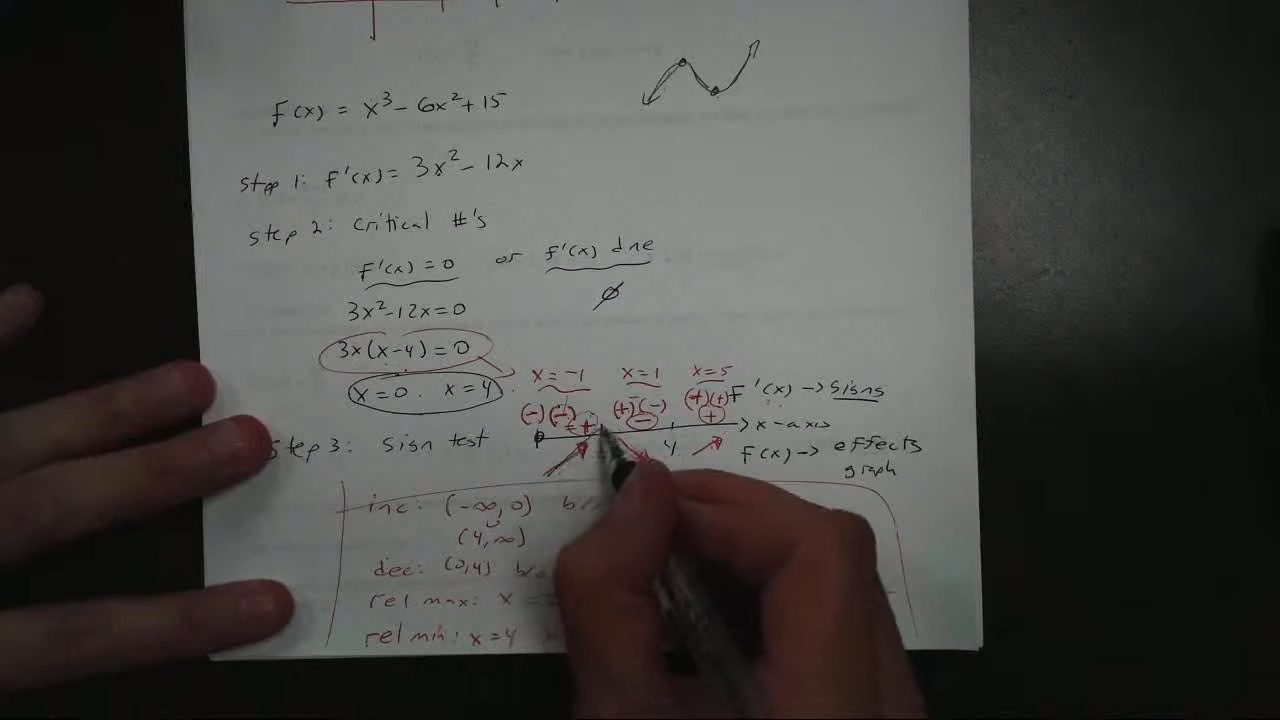 f(x) = x³ - 6x² + 15
step 1: f'(x) = 3x² - 12x
step 2: critical #'s
f'(x) = 0 or f'(x) dne
3x² - 12x = 0 ∅
3x(x-4) = 0
x = -1 x = 1 x = 5
x = 0. x = 4 (-)(-) (+)(-) (+)(+) f'(x) → signs
+ - + → x-axis
step 3: sign test 4 f(x) → effects
graph
inc: (-∞, 0)
(4, ∞)
dec: (0,4) b/c
rel max: x =
rel min: x = 4